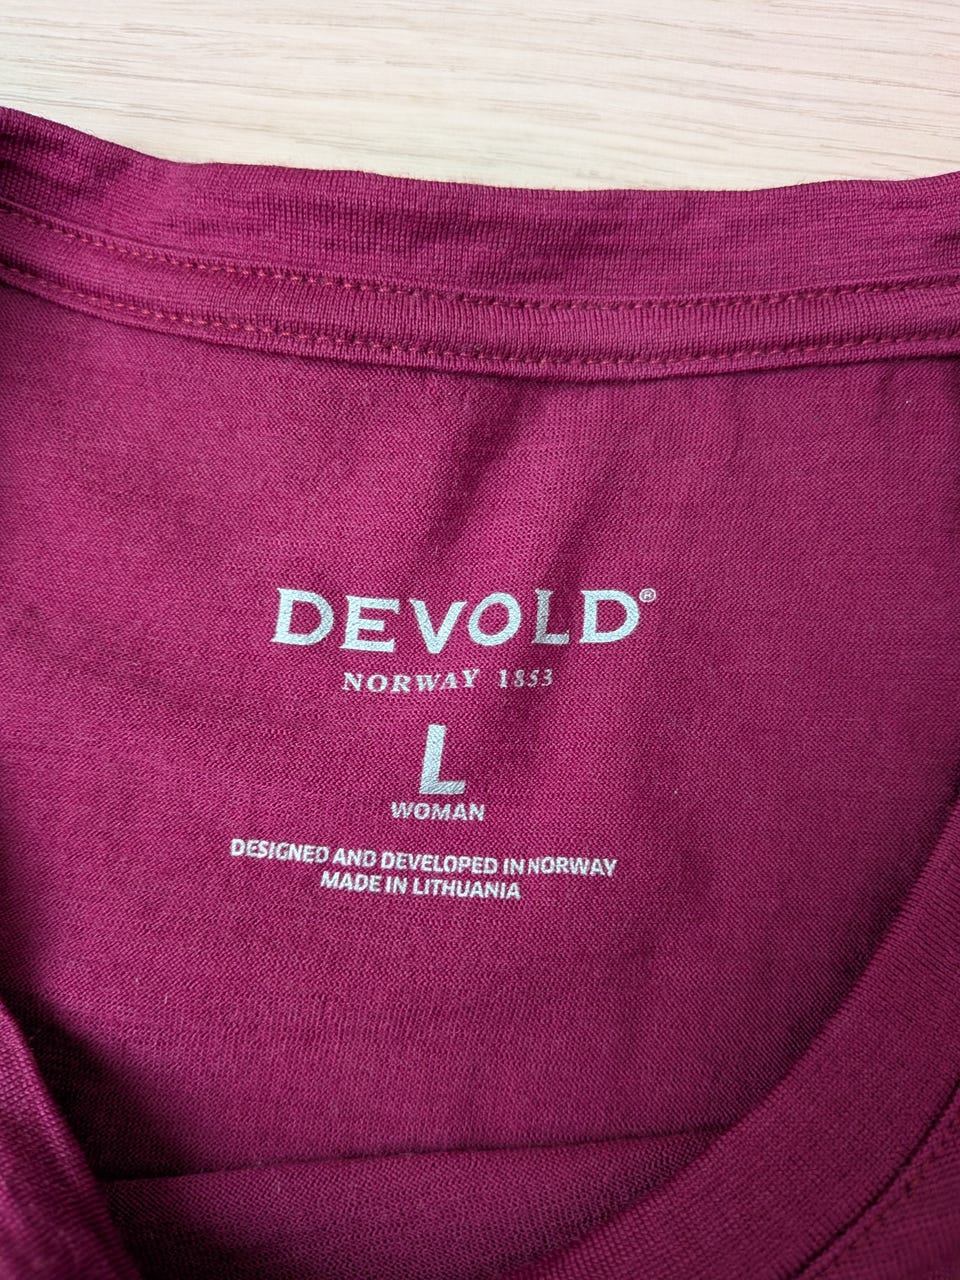 DEVOLD®
NORWAY 1853
L
WOMAN
DESIGNED AND DEVELOPED IN NORWAY
MADE IN LITHUANIA